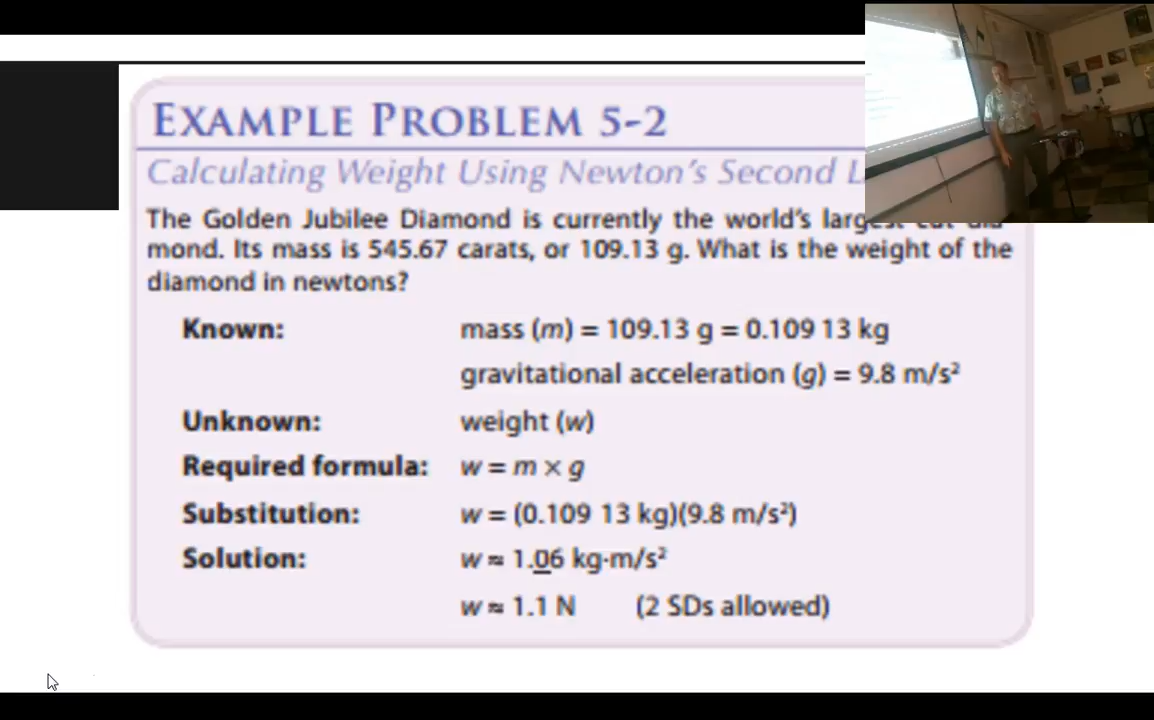 EXAMPLE PROBLEM 5-2
Calculating Weight Using Newton's Second
The Golden Jubilee Diamond is currently the world's largest cut dia-
mond. Its mass is 545.67 carats, or 109.13 g. What is the weight of the
diamond in newtons?
Known: mass (m) = 109.13 g = 0.109 13 kg
gravitational acceleration (g) = 9.8 m/s²
Unknown: weight (w)
Required formula: w = m × g
Substitution: w = (0.109 13 kg)(9.8 m/s²)
Solution: w ≈ 1.06 kg·m/s²
w ≈ 1.1 N (2 SDs allowed)